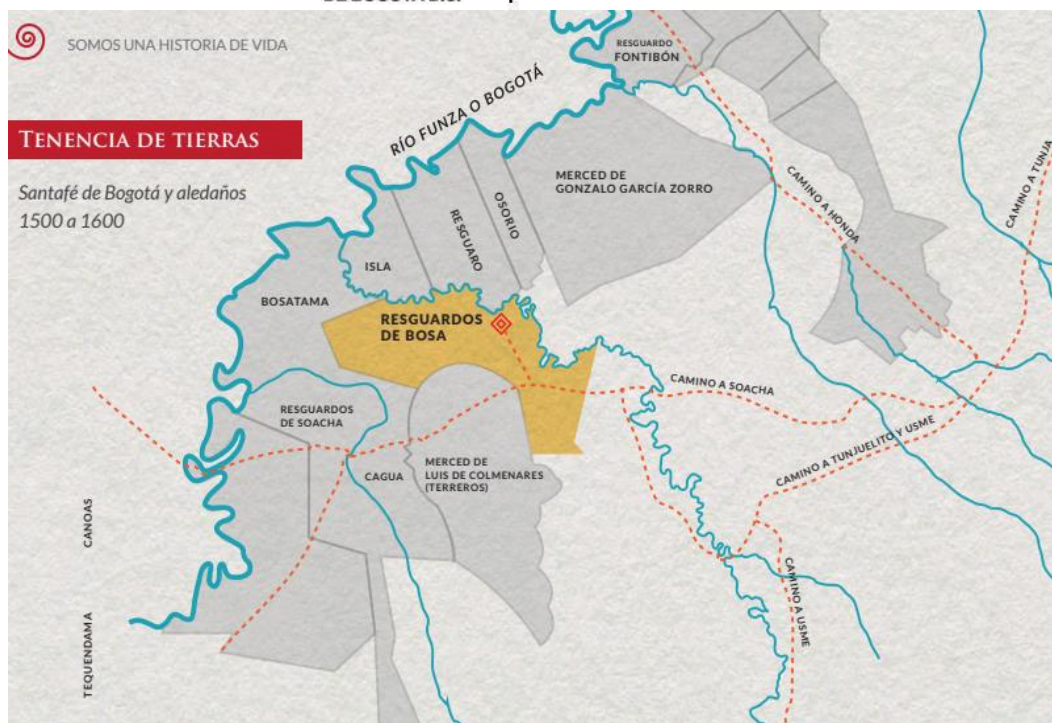 SOMOS UNA HISTORIA DE VIDA
TENENCIA DE TIERRAS
Santafé de Bogotá y aledaños
1500 a 1600
RÍO FUNZA O BOGOTÁ
RESGUARDO
FONTIBÓN
MERCED DE
GONZALO GARCÍA ZORRO
OSORIO
RESGUARO
ISLA
BOSATAMA
RESGUARDOS
DE BOSA
CAMINO A HONDA
CAMINO A TUNJA
CAMINO A SOACHA
CAMINO A TUNJUELITO Y USME
CAMINO A USME
RESGUARDOS
DE SOACHA
CAGUA
MERCED DE
LUIS DE COLMENARES
(TERREROS)
CANOAS
TEQUENDAMA